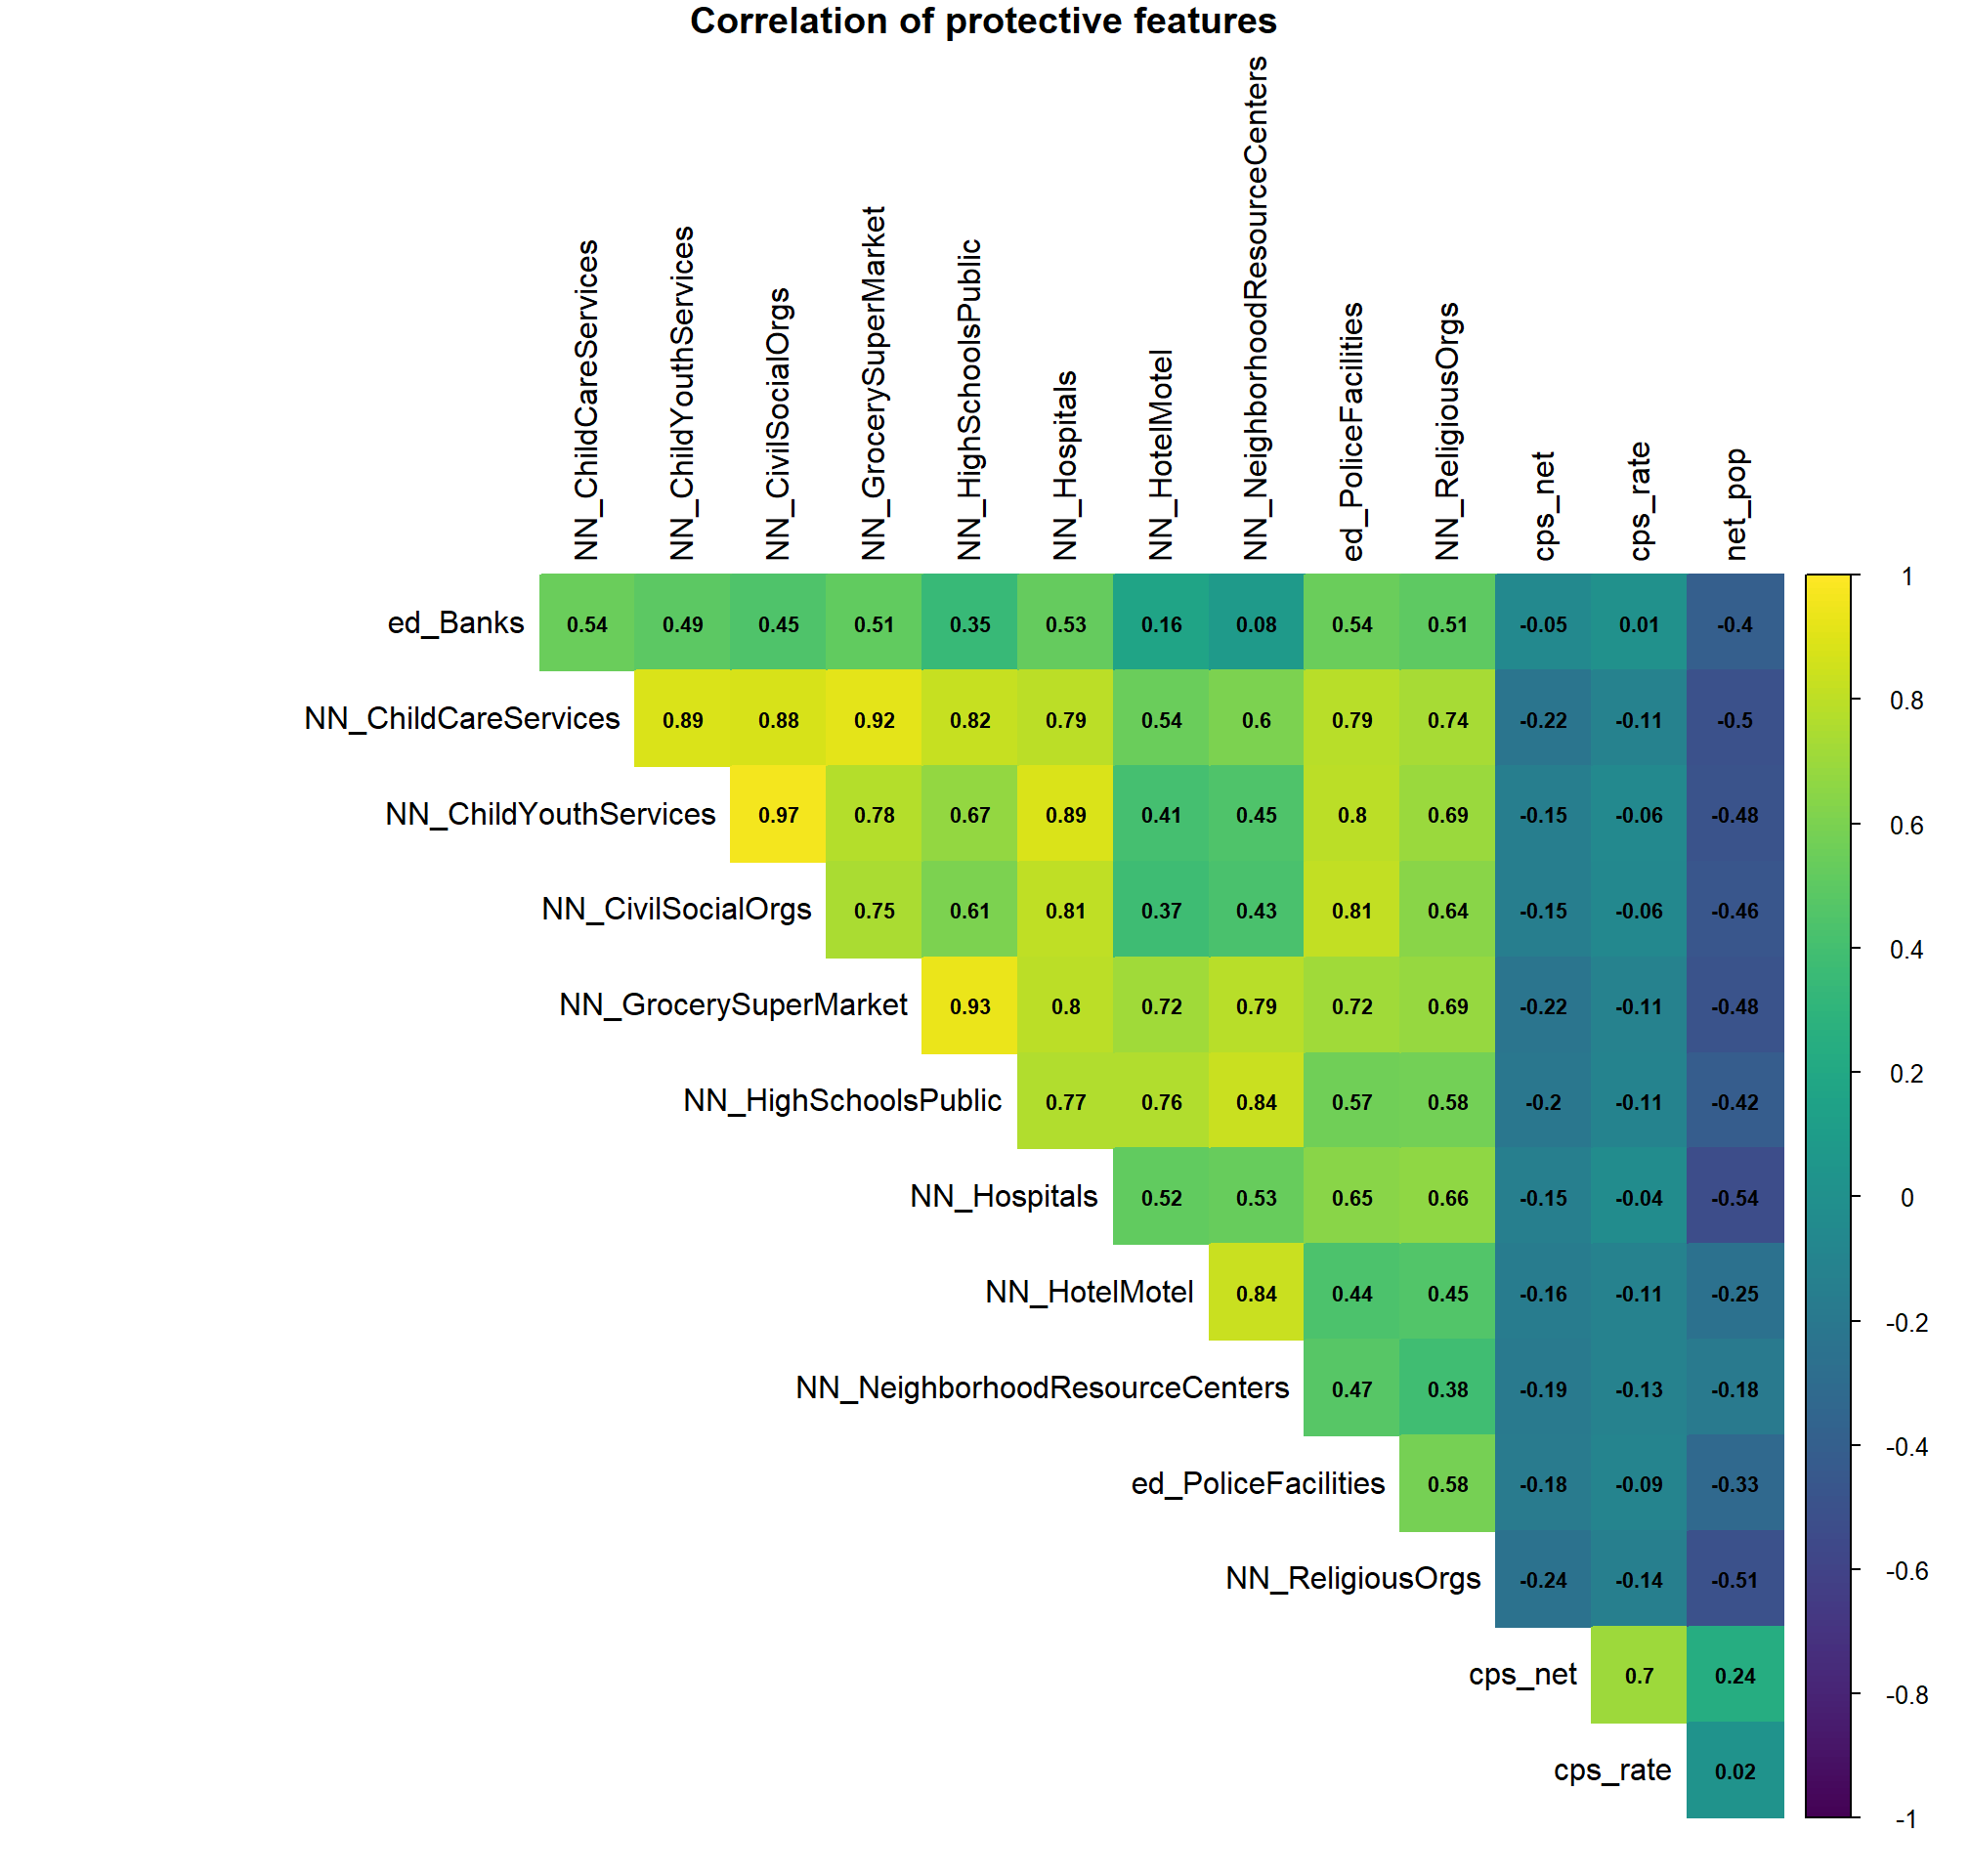 Correlation of protective features
NN_ChildCareServices
NN_ChildYouthServices
NN_CivilSocialOrgs
NN_GrocerySuperMarket
NN_HighSchoolsPublic
NN_Hospitals
NN_HotelMotel
NN_NeighborhoodResourceCenters
ed_PoliceFacilities
NN_ReligiousOrgs
cps_net
cps_rate
net_pop
ed_Banks 0.54 0.49 0.45 0.51 0.35 0.53 0.16 0.08 0.54 0.51 -0.05 0.01 -0.4
NN_ChildCareServices 0.89 0.88 0.92 0.82 0.79 0.54 0.6 0.79 0.74 -0.22 -0.11 -0.5
NN_ChildYouthServices 0.97 0.78 0.67 0.89 0.41 0.45 0.8 0.69 -0.15 -0.06 -0.48
NN_CivilSocialOrgs 0.75 0.61 0.81 0.37 0.43 0.81 0.64 -0.15 -0.06 -0.46
NN_GrocerySuperMarket 0.93 0.8 0.72 0.79 0.72 0.69 -0.22 -0.11 -0.48
NN_HighSchoolsPublic 0.77 0.76 0.84 0.57 0.58 -0.2 -0.11 -0.42
NN_Hospitals 0.52 0.53 0.65 0.66 -0.15 -0.04 -0.54
NN_HotelMotel 0.84 0.44 0.45 -0.16 -0.11 -0.25
NN_NeighborhoodResourceCenters 0.47 0.38 -0.19 -0.13 -0.18
ed_PoliceFacilities 0.58 -0.18 -0.09 -0.33
NN_ReligiousOrgs -0.24 -0.14 -0.51
cps_net 0.7 0.24
cps_rate 0.02
1
0.8
0.6
0.4
0.2
0
-0.2
-0.4
-0.6
-0.8
-1